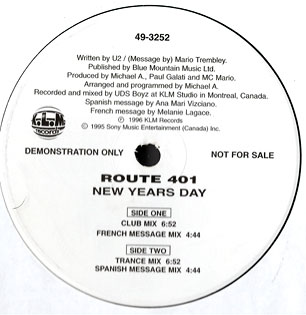 49-3252
Written by U2 / (Message by) Mario Trembley.
Published by Blue Mountain Music Ltd.
Produced by Michael A., Paul Galati and MC Mario.
Arranged and programmed by Michael A.
Recorded and mixed by UDS Boyz at KLM Studio in Montreal, Canada.
Spanish message by Ana Mari Vizciano.
French message by Melanie Lagace.
℗ 1996 KLM Records
© 1995 Sony Music Entertainment (Canada) Inc.
records
DEMONSTRATION ONLY NOT FOR SALE
ROUTE 401
NEW YEARS DAY
SIDE ONE
CLUB MIX 6:52
FRENCH MESSAGE MIX 4:44
SIDE TWO
TRANCE MIX 6:52
SPANISH MESSAGE MIX 4:44